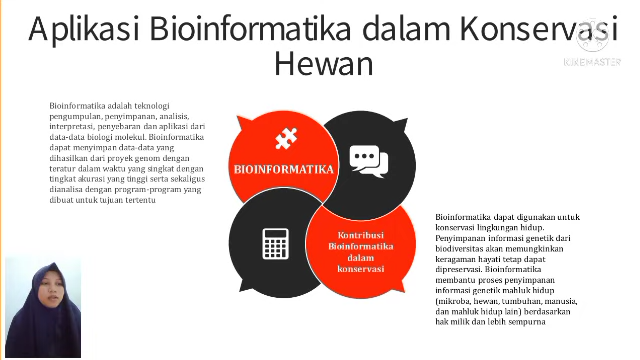 Aplikasi Bioinformatika dalam Konservasi
Hewan
KINEMASTER
Bioinformatika adalah teknologi
pengumpulan, penyimpanan, analisis,
interpretasi, penyebaran dan aplikasi dari
data-data biologi molekul. Bioinformatika
dapat menyimpan data-data yang
dihasilkan dari proyek genom dengan
teratur dalam waktu yang singkat dengan
tingkat akurasi yang tinggi serta sekaligus
dianalisa dengan program-program yang
dibuat untuk tujuan tertentu
BIOINFORMATIKA
Kontribusi
Bioinformatika
dalam
konservasi
Bioinformatika dapat digunakan untuk
konservasi lingkungan hidup.
Penyimpanan informasi genetik dari
biodiversitas akan memungkinkan
keragaman hayati tetap dapat
dipreservasi. Bioinformatika
membantu proses penyimpanan
informasi genetik mahluk hidup
(mikroba, hewan, tumbuhan, manusia,
dan mahluk hidup lain) berdasarkan
hak milik dan lebih sempurna